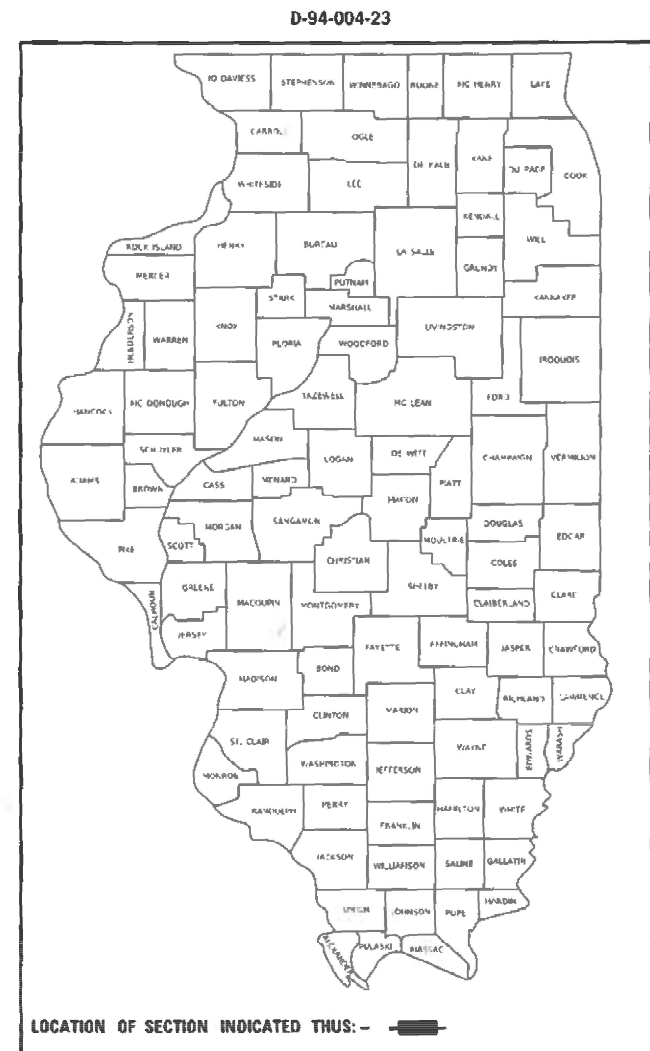 D-94-004-23
JO DAVIESS STEPHENSON WINNEBAGO BOONE MC HENRY LAKE
CARROLL OGLE
DE KALB KANE DU PAGE COOK
WHITESIDE LEE
KENDALL
ROCK ISLAND HENRY BUREAU LA SALLE GRUNDY WILL
MERCER PUTNAM
STARK MARSHALL KANKAKEE
HENDERSON WARREN KNOX PEORIA WOODFORD LIVINGSTON IROQUOIS
HANCOCK MC DONOUGH FULTON TAZEWELL MC LEAN FORD
MASON
SCHUYLER LOGAN DE WITT CHAMPAIGN VERMILION
ADAMS BROWN CASS MENARD PIATT
MACON
MORGAN SANGAMON DOUGLAS
PIKE SCOTT MOULTRIE EDGAR
CHRISTIAN COLES
GREENE SHELBY CLARK
CALHOUN MACOUPIN MONTGOMERY CUMBERLAND
JERSEY
FAYETTE EFFINGHAM JASPER CRAWFORD
MADISON BOND
CLAY RICHLAND LAWRENCE
CLINTON MARION
ST. CLAIR WAYNE EDWARDS WABASH
WASHINGTON JEFFERSON
MONROE
RANDOLPH PERRY HAMILTON WHITE
FRANKLIN
JACKSON WILLIAMSON SALINE GALLATIN
UNION JOHNSON POPE HARDIN
ALEXANDER PULASKI MASSAC
LOCATION OF SECTION INDICATED THUS: -